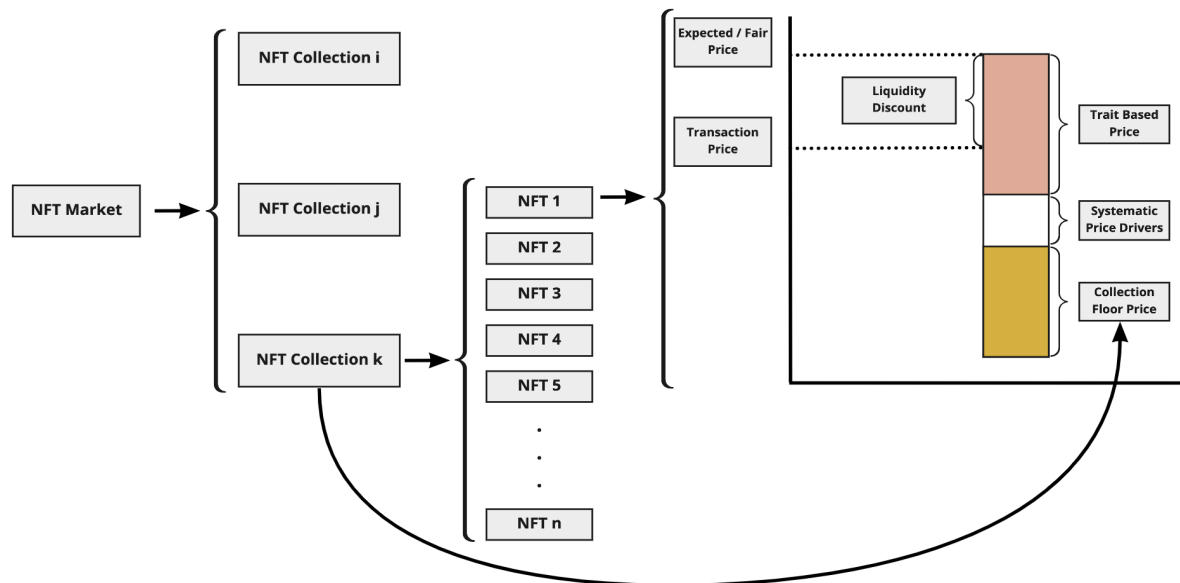 NFT Market
NFT Collection i
NFT Collection j
NFT Collection k
NFT 1
NFT 2
NFT 3
NFT 4
NFT 5
.
.
.
NFT n
Expected / Fair
Price
Transaction
Price
Liquidity
Discount
Trait Based
Price
Systematic
Price Drivers
Collection
Floor Price